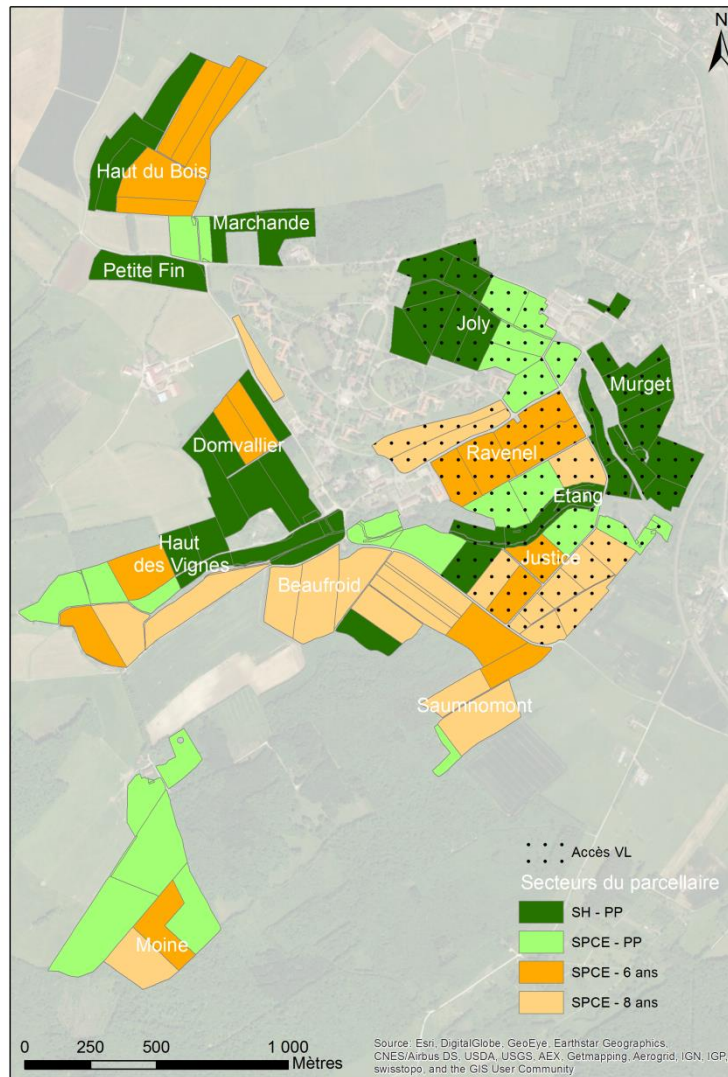 N
Haut du Bois
Marchande
Petite Fin
Joly
Murget
Domvallier
Ravenel
Etang
Haut
des Vignes
Justice
Beaufroid
Saumnomont
Moine
Accès VL
Secteurs du parcellaire
SH - PP
SPCE - PP
SPCE - 6 ans
SPCE - 8 ans
0 250 500 1 000
Mètres
Source: Esri, DigitalGlobe, GeoEye, Earthstar Geographics,
CNES/Airbus DS, USDA, USGS, AEX, Getmapping, Aerogrid, IGN, IGP,
swisstopo, and the GIS User Community